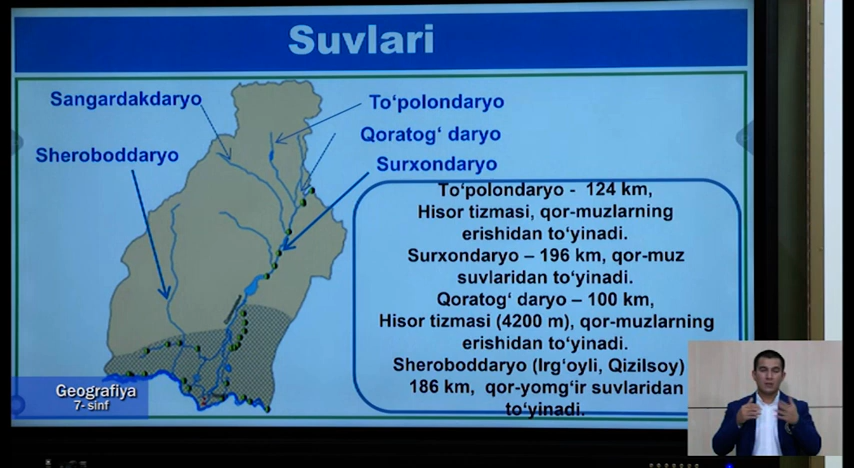 Suvlari
Sangardakdaryo
To‘polondaryo
Qoratog‘ daryo
Sheroboddaryo
Surxondaryo
To‘polondaryo - 124 km,
Hisor tizmasi, qor-muzlarning
erishidan to‘yinadi.
Surxondaryo – 196 km, qor-muz
suvlaridan to‘yinadi.
Qoratog‘ daryo – 100 km,
Hisor tizmasi (4200 m), qor-muzlarning
erishidan to‘yinadi.
Sheroboddaryo (Irg‘oyli, Qizilsoy)
186 km, qor-yomg‘ir suvlaridan
to‘yinadi.
Geografiya
7- sinf